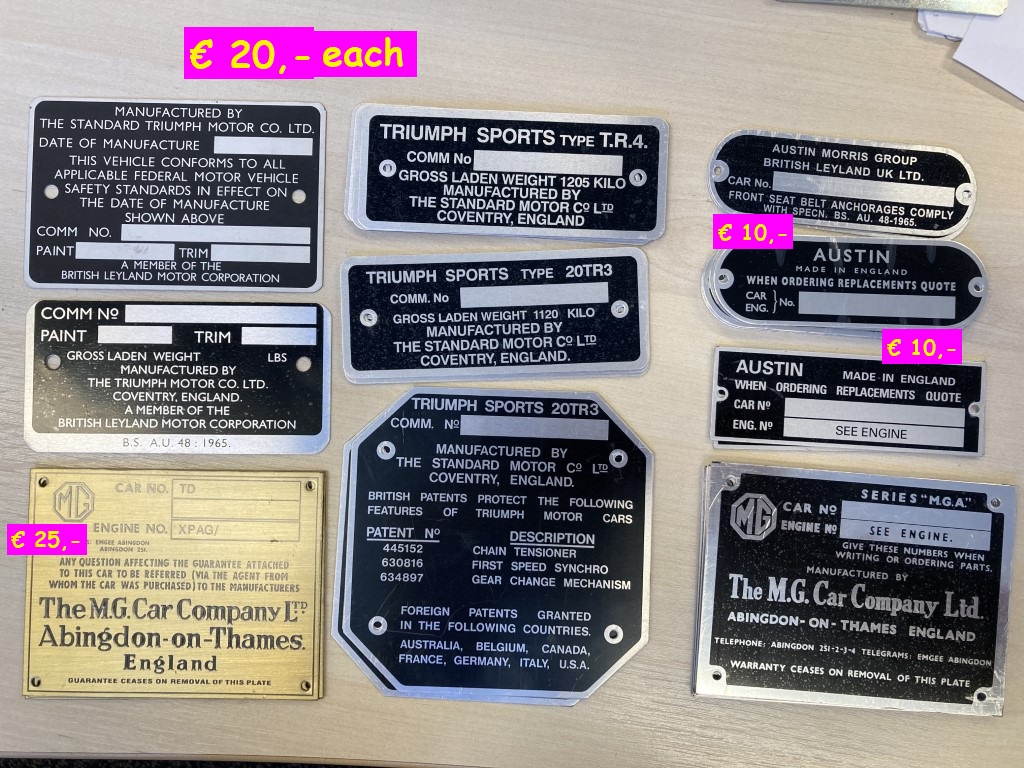 € 20,- each
MANUFACTURED BY
THE STANDARD TRIUMPH MOTOR CO. LTD.
DATE OF MANUFACTURE
THIS VEHICLE CONFORMS TO ALL
APPLICABLE FEDERAL MOTOR VEHICLE
SAFETY STANDARDS IN EFFECT ON
THE DATE OF MANUFACTURE
SHOWN ABOVE
COMM NO.
PAINT TRIM
A MEMBER OF THE
BRITISH LEYLAND MOTOR CORPORATION
COMM Nº
PAINT TRIM
GROSS LADEN WEIGHT LBS
MANUFACTURED BY
THE TRIUMPH MOTOR CO. LTD.
COVENTRY, ENGLAND.
A MEMBER OF THE
BRITISH LEYLAND MOTOR CORPORATION
B.S. A.U. 48 : 1965.
MG
CAR NO. TD
ENGINE NO. XPAG/
€ 25,-
EMGEE ABINGDON
ABINGDON 251.
ANY QUESTION AFFECTING THE GUARANTEE ATTACHED
TO THIS CAR TO BE REFERRED (VIA THE AGENT FROM
WHOM THE CAR WAS PURCHASED) TO THE MANUFACTURERS
The M.G. Car Company LTD
Abingdon-on-Thames.
England
GUARANTEE CEASES ON REMOVAL OF THIS PLATE
TRIUMPH SPORTS TYPE T.R.4.
COMM No
GROSS LADEN WEIGHT 1205 KILO
MANUFACTURED BY
THE STANDARD MOTOR Cº LTD
COVENTRY, ENGLAND
TRIUMPH SPORTS TYPE 20TR3
COMM. No
GROSS LADEN WEIGHT 1120 KILO
MANUFACTURED BY
THE STANDARD MOTOR Cº LTD
COVENTRY, ENGLAND.
TRIUMPH SPORTS 20TR3
COMM. Nº
MANUFACTURED BY
THE STANDARD MOTOR Cº LTD
COVENTRY, ENGLAND.
BRITISH PATENTS PROTECT THE FOLLOWING
FEATURES OF TRIUMPH MOTOR CARS
PATENT Nº DESCRIPTION
445152 CHAIN TENSIONER
630816 FIRST SPEED SYNCHRO
634897 GEAR CHANGE MECHANISM
FOREIGN PATENTS GRANTED
IN THE FOLLOWING COUNTRIES.
AUSTRALIA, BELGIUM, CANADA,
FRANCE, GERMANY, ITALY, U.S.A.
AUSTIN MORRIS GROUP
BRITISH LEYLAND UK LTD.
CAR No.
FRONT SEAT BELT ANCHORAGES COMPLY
WITH SPECN. BS. AU. 48-1965.
€ 10,-
AUSTIN
MADE IN ENGLAND
WHEN ORDERING REPLACEMENTS QUOTE
CAR
ENG. } No.
€ 10,-
AUSTIN MADE IN ENGLAND
WHEN ORDERING REPLACEMENTS QUOTE
CAR Nº
ENG. Nº SEE ENGINE
SERIES "M.G.A."
MG
CAR Nº
ENGINE Nº SEE ENGINE.
GIVE THESE NUMBERS WHEN
WRITING OR ORDERING PARTS.
MANUFACTURED BY
The M.G. Car Company Ltd.
ABINGDON-ON-THAMES ENGLAND
TELEPHONE: ABINGDON 251-2-3-4 TELEGRAMS: EMGEE ABINGDON
WARRANTY CEASES ON REMOVAL OF THIS PLATE